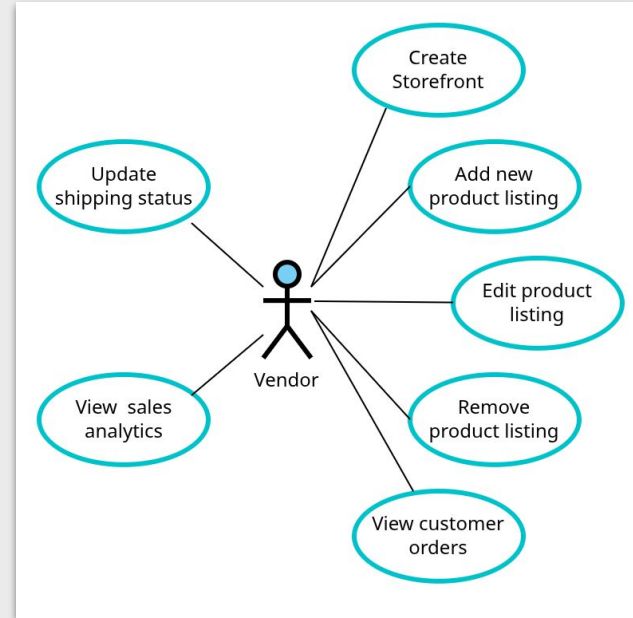 Create
Storefront
Update
shipping status
Add new
product listing
Edit product
listing
Vendor
View  sales
analytics
Remove
product listing
View customer
orders